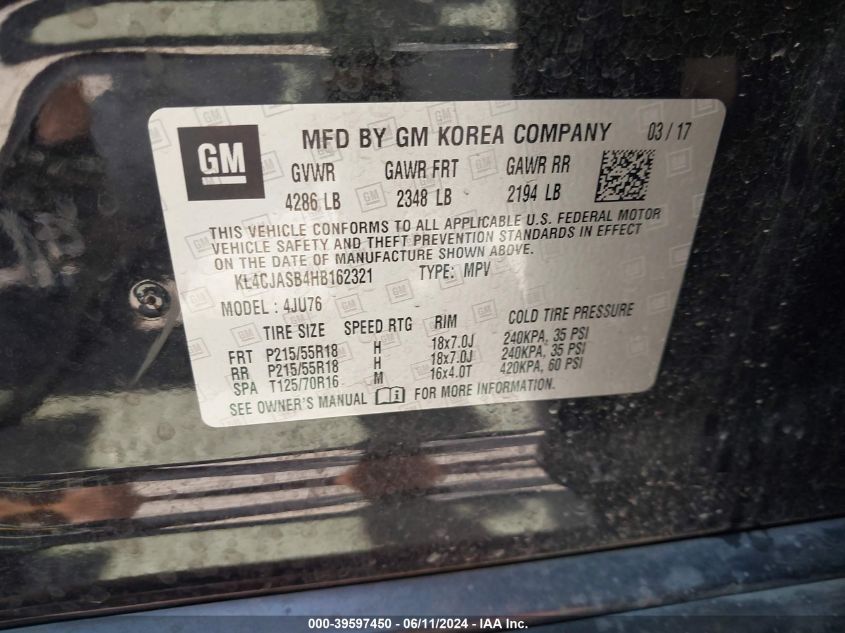 GM MFD BY GM KOREA COMPANY 03/17
GVWR GAWR FRT GAWR RR
4286 LB 2348 LB 2194 LB
THIS VEHICLE CONFORMS TO ALL APPLICABLE U.S. FEDERAL MOTOR
VEHICLE SAFETY AND THEFT PREVENTION STANDARDS IN EFFECT
ON THE DATE OF MANUFACTURE SHOWN ABOVE.
KL4CJASB4HB162321 TYPE: MPV
MODEL : 4JU76
TIRE SIZE SPEED RTG RIM COLD TIRE PRESSURE
FRT P215/55R18 H 18x7.0J 240KPA, 35 PSI
RR P215/55R18 H 18x7.0J 240KPA, 35 PSI
SPA T125/70R16 M 16x4.0T 420KPA, 60 PSI
SEE OWNER'S MANUAL i FOR MORE INFORMATION.
000-39597450 - 06/11/2024 - IAA Inc.